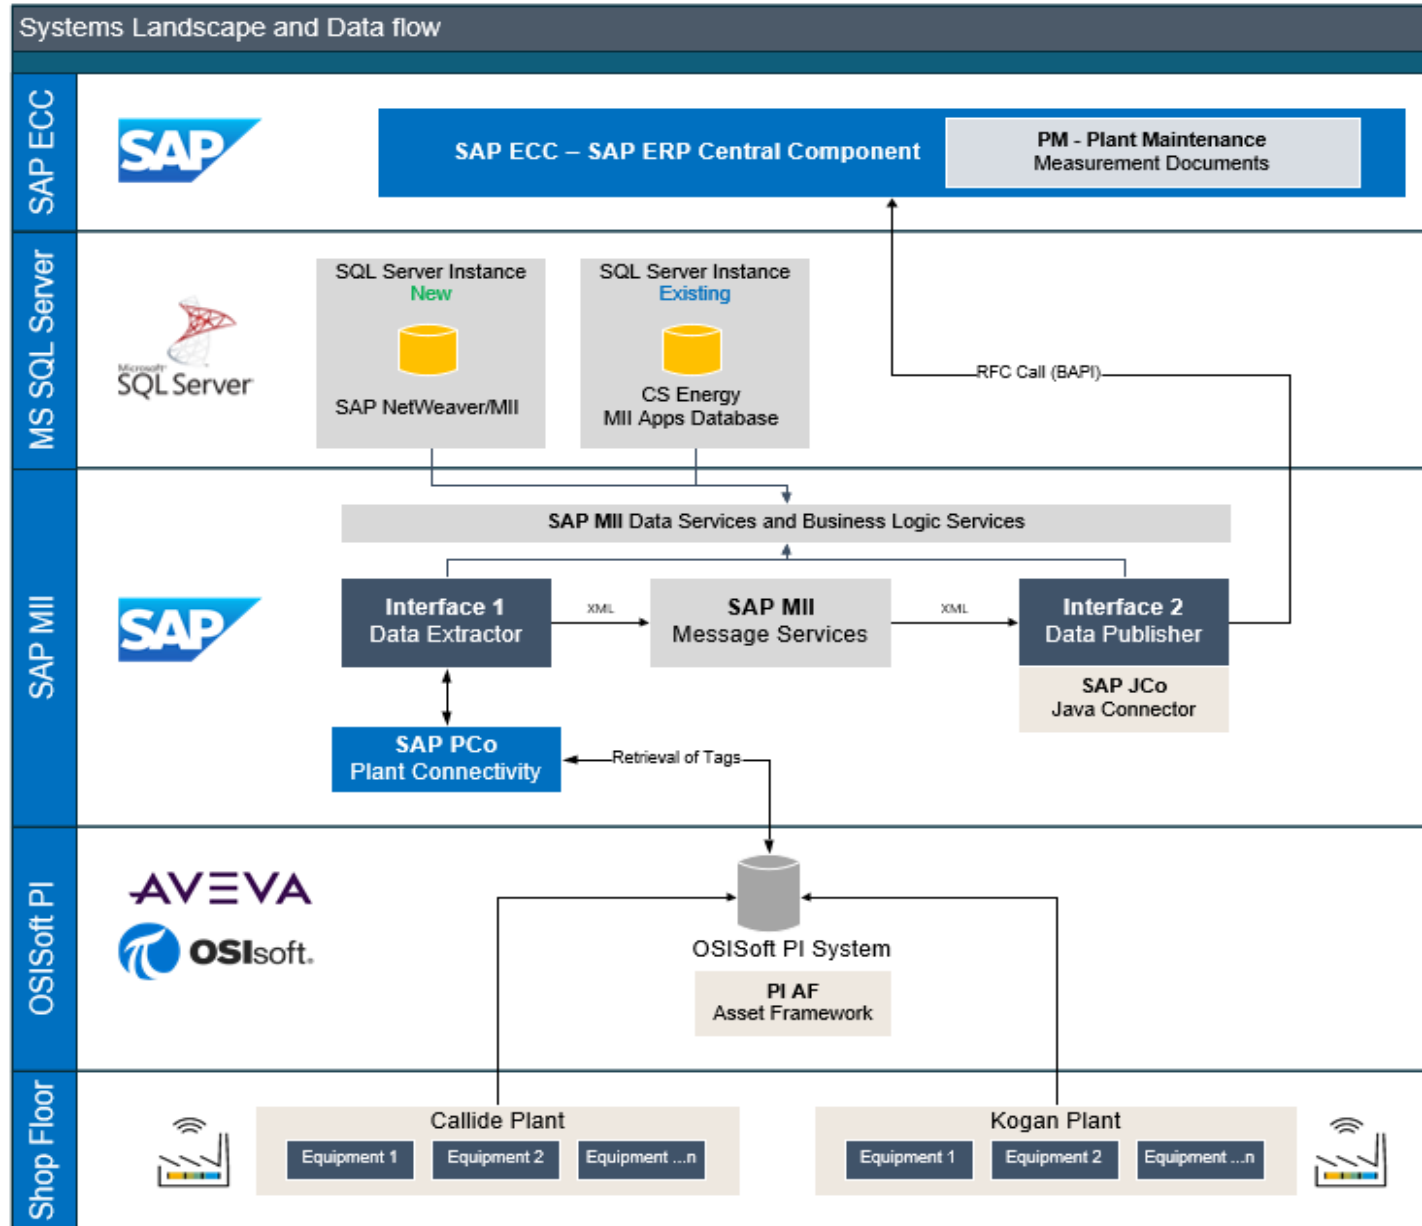 Systems Landscape and Data flow
SAP ECC
SAP
SAP ECC – SAP ERP Central Component
PM - Plant Maintenance
Measurement Documents
MS SQL Server
Microsoft
SQL Server
SQL Server Instance
New
SAP NetWeaver/MII
SQL Server Instance
Existing
CS Energy
MII Apps Database
RFC Call (BAPI)
SAP MII
SAP
SAP MII Data Services and Business Logic Services
Interface 1
Data Extractor
XML
SAP MII
Message Services
XML
Interface 2
Data Publisher
SAP JCo
Java Connector
SAP PCo
Plant Connectivity
Retrieval of Tags
OSISoft PI
AVEVA
OSIsoft.
OSISoft PI System
PI AF
Asset Framework
Shop Floor
Callide Plant
Equipment 1
Equipment 2
Equipment ...n
Kogan Plant
Equipment 1
Equipment 2
Equipment ...n